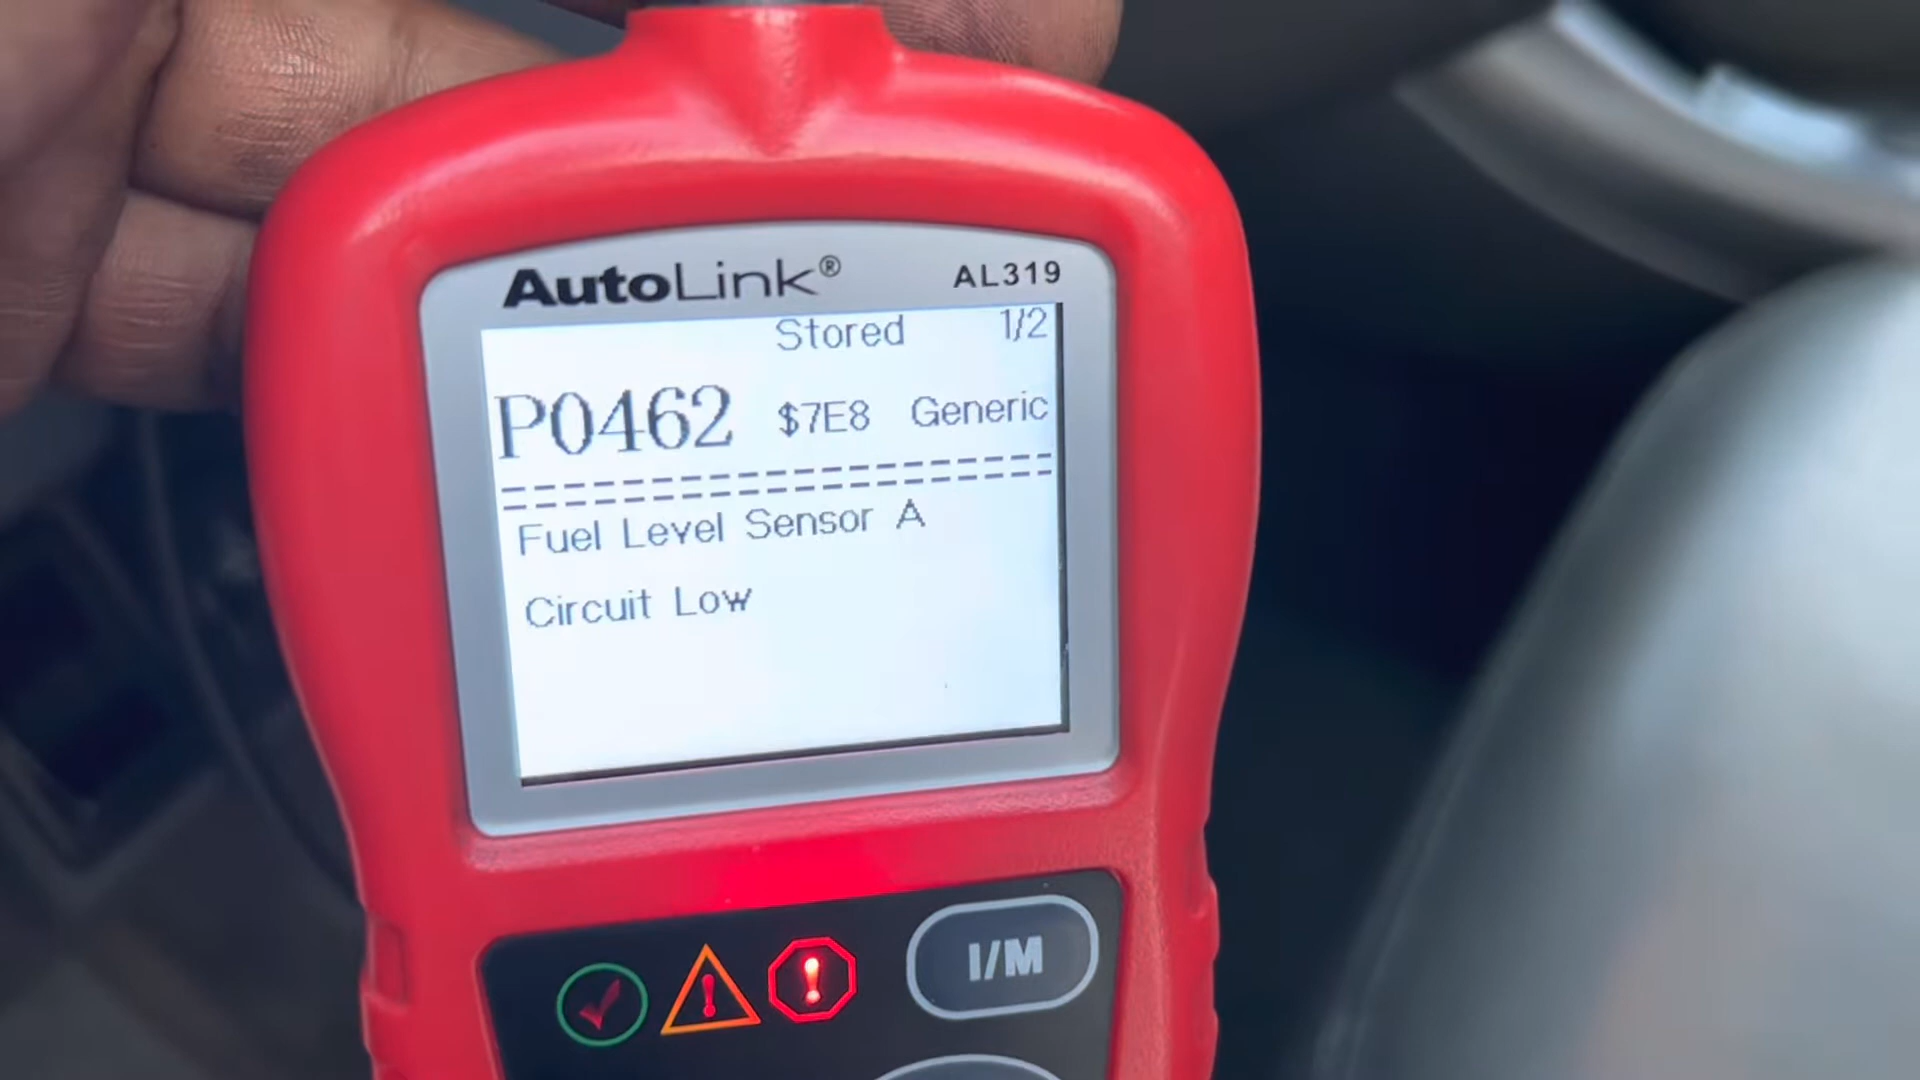 AutoLink® AL319
Stored 1/2
P0462 $7E8 Generic
Fuel Level Sensor A
Circuit Low
I/M